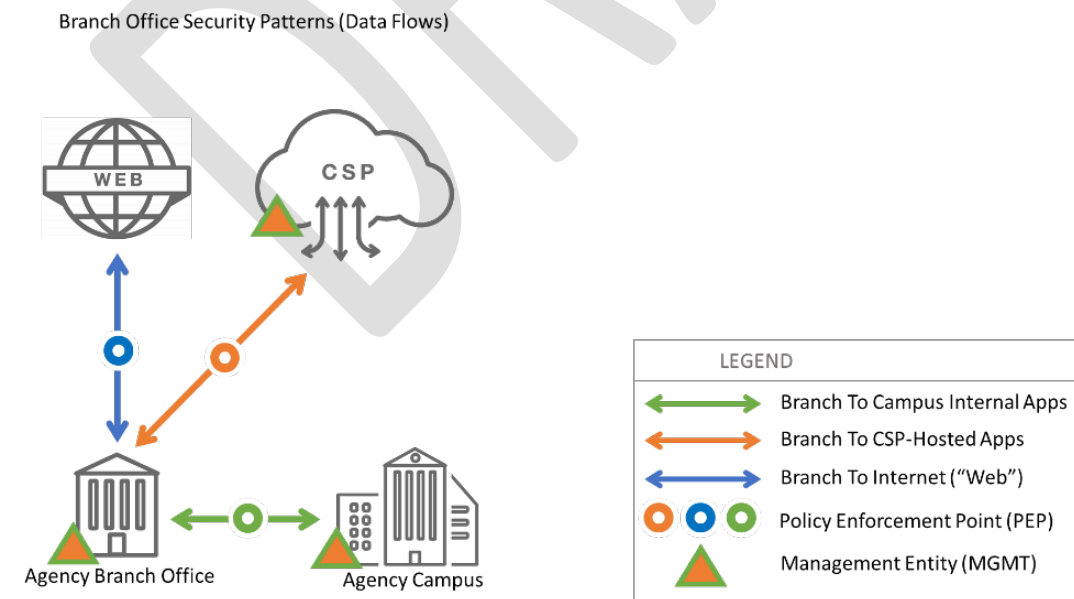 Branch Office Security Patterns (Data Flows)
WEB
CSP
Agency Branch Office
Agency Campus
LEGEND
Branch To Campus Internal Apps
Branch To CSP-Hosted Apps
Branch To Internet (“Web”)
Policy Enforcement Point (PEP)
Management Entity (MGMT)